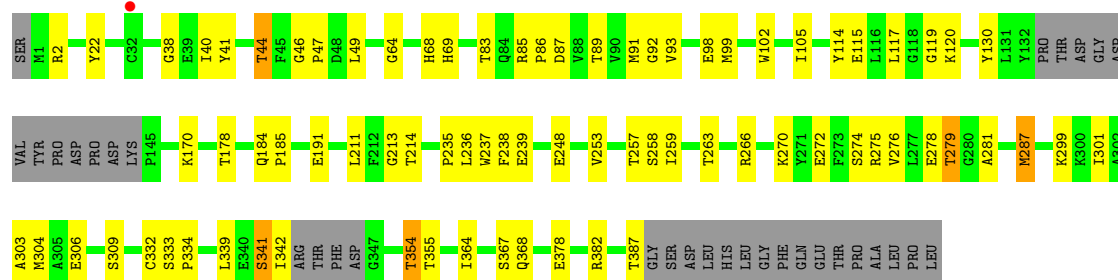 SER M1 R2 Y22 C32 G38 E39 I40 Y41 T44 F45 G46 P47 D48 L49 G64 H68 H69 T83 Q84 R85 P86 D87 V88 T89 V90 M91 G92 V93 E98 M99 W102 I105 Y114 E115 L116 L117 G118 G119 K120 Y130 L131 Y132 PRO THR ASP GLY ASP
VAL TYR PRO ASP PRO ASP LYS P145 K170 T178 Q184 P185 E191 L211 F212 G213 T214 P235 L236 W237 F238 E239 E248 V253 T257 S258 I259 T263 R266 K270 Y271 E272 F273 S274 R275 V276 L277 E278 T279 G280 A281 M287 K299 K300 I301 A302
A303 M304 A305 E306 S309 C332 S333 P334 L339 E340 S341 I342 ARG THR PHE ASP G347 T354 T355 I364 S367 Q368 E378 R382 T387 GLY SER ASP LEU HIS LEU GLY PHE GLN GLU THR PRO ALA LEU PRO LEU